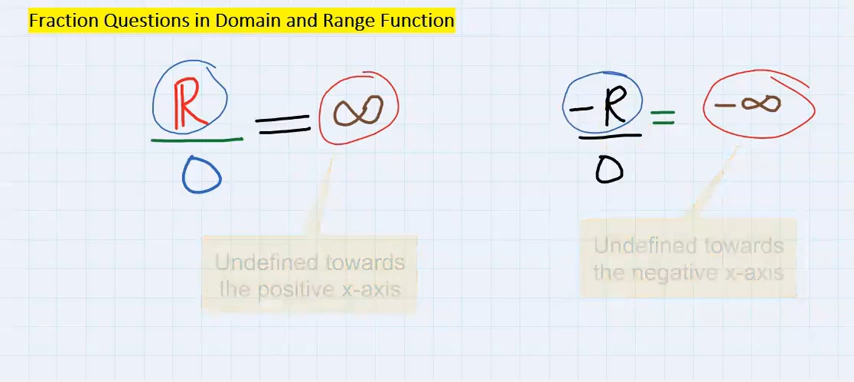 Fraction Questions in Domain and Range Function
ℝ/0 = ∞
-R/0 = -∞
Undefined towards
the positive x-axis
Undefined towards
the negative x-axis